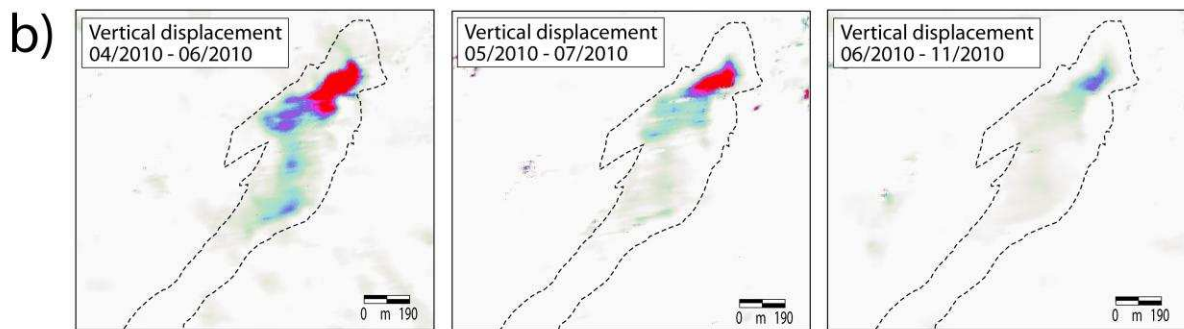 b)
Vertical displacement
04/2010 - 06/2010
Vertical displacement
05/2010 - 07/2010
Vertical displacement
06/2010 - 11/2010
0 m 190
0 m 190
0 m 190